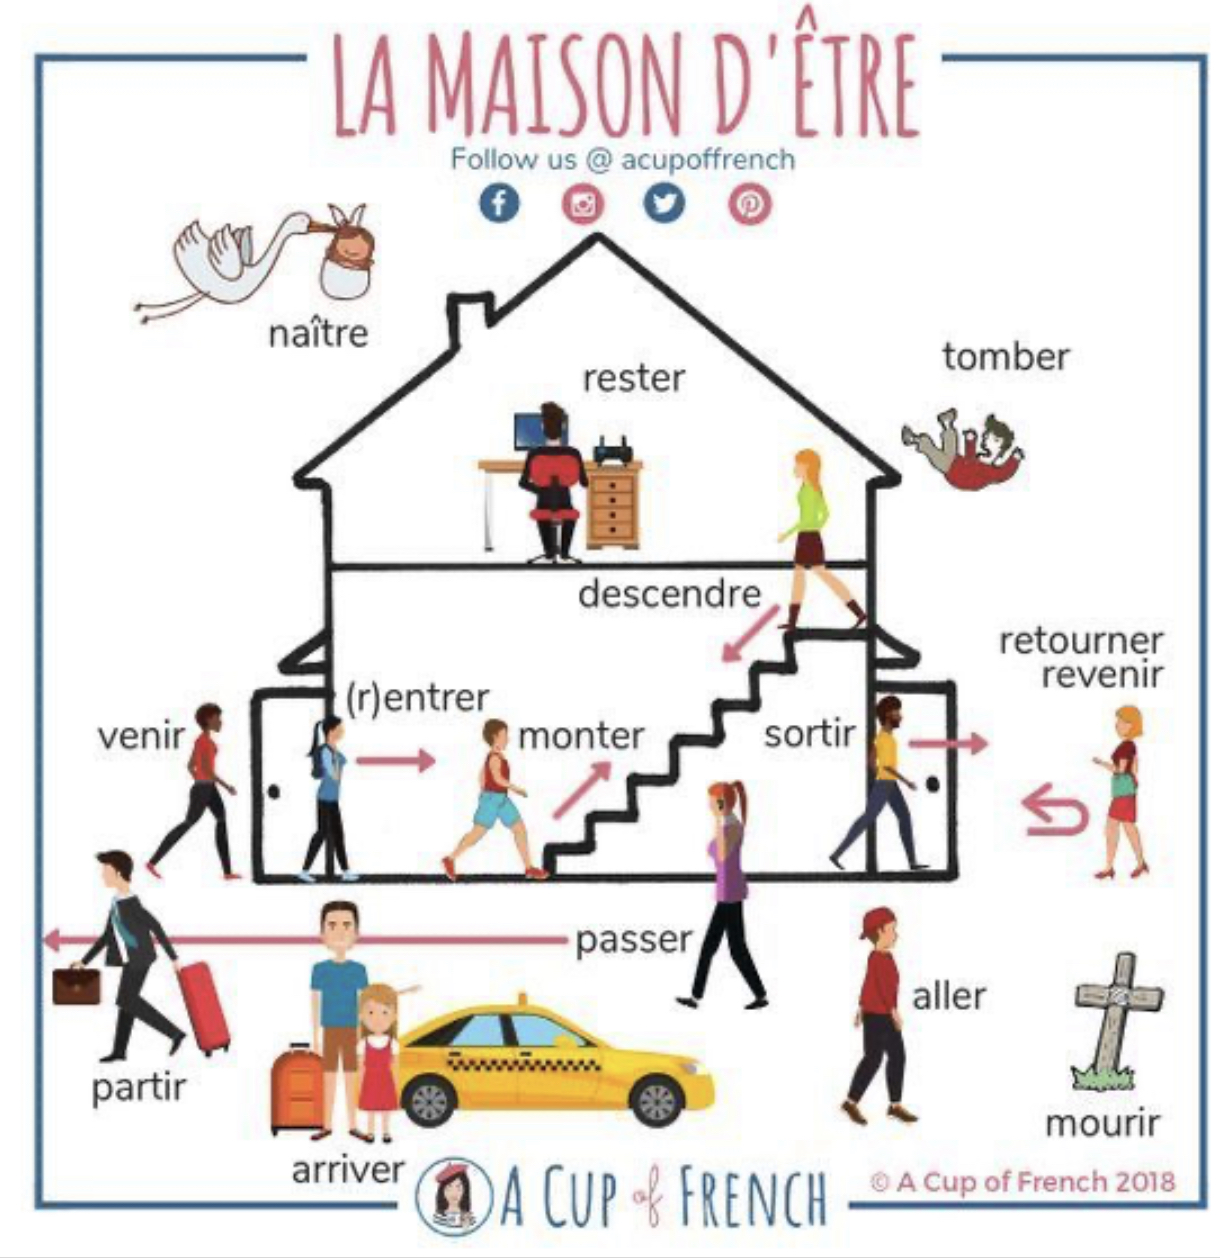 LA MAISON D'ÊTRE
Follow us @ acupoffrench
naître
rester
tomber
descendre
retourner
revenir
(r)entrer
venir
monter
sortir
passer
aller
partir
mourir
arriver
A CUP of FRENCH
© A Cup of French 2018